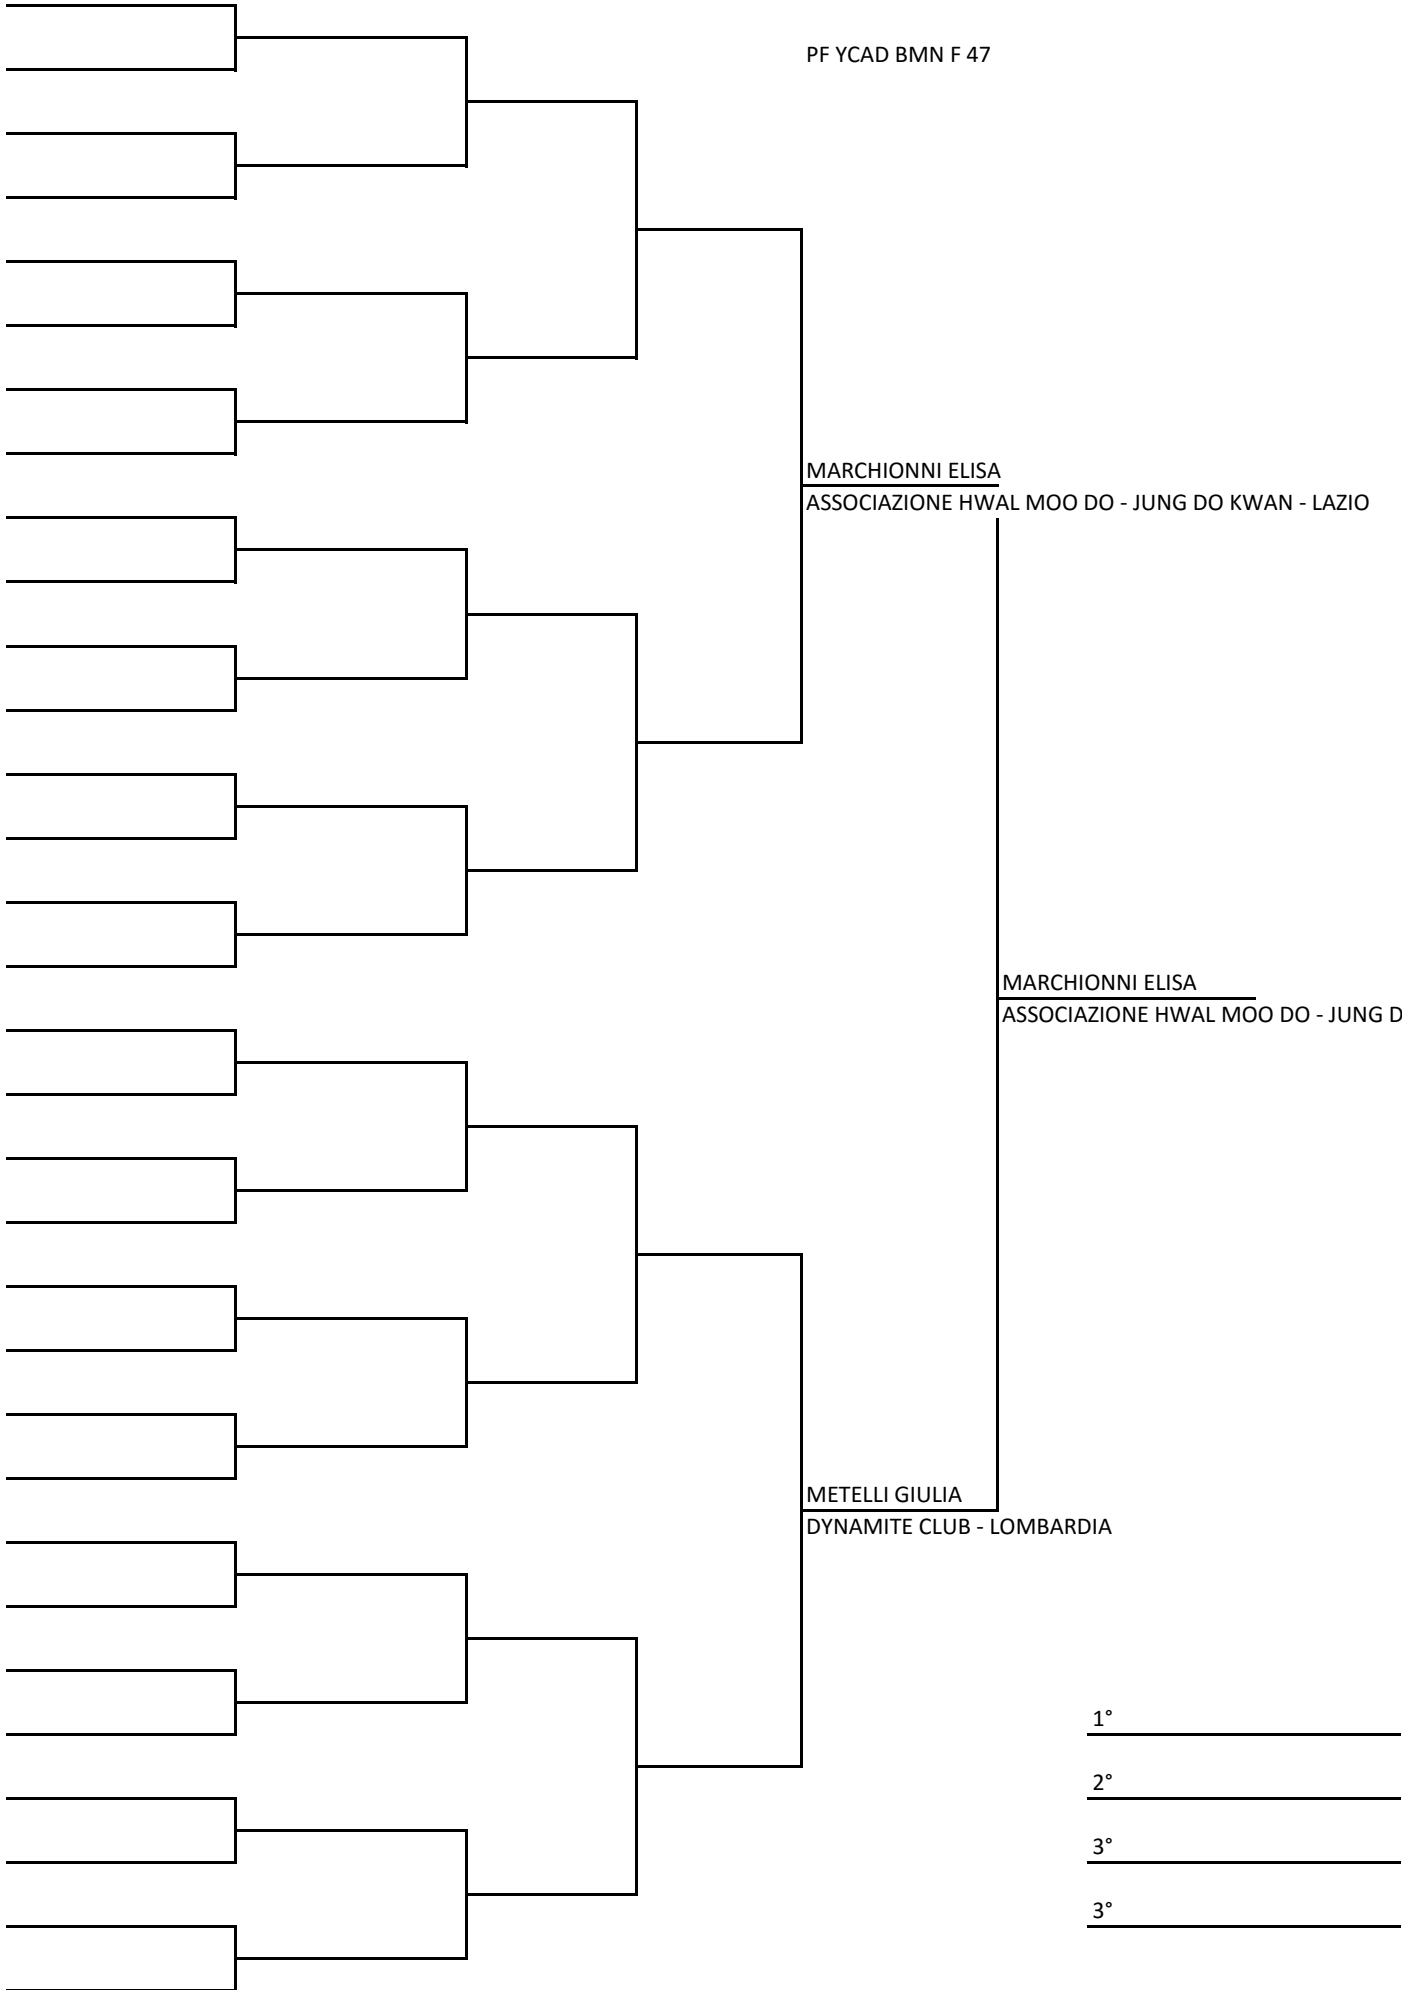 PF YCAD BMN F 47
MARCHIONNI ELISA
ASSOCIAZIONE HWAL MOO DO - JUNG DO KWAN - LAZIO
MARCHIONNI ELISA
ASSOCIAZIONE HWAL MOO DO - JUNG D
METELLI GIULIA
DYNAMITE CLUB - LOMBARDIA
1°
2°
3°
3°